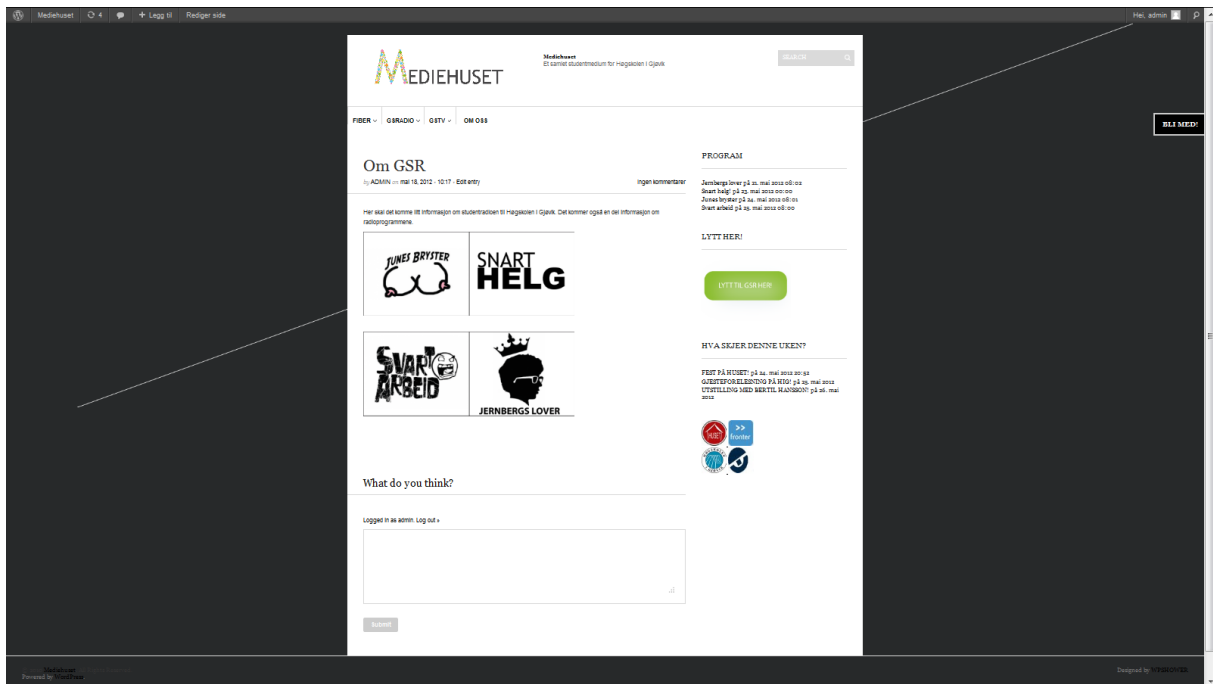 Mediehuset 4 + Legg til Rediger side
Hei, admin
MEDIEHUSET
Mediehuset
Et samlet studentmedium for Høgskolen i Gjøvik
SEARCH
FIBER GSRADIO GSTV OM OSS
BLI MED!
Om GSR
by ADMIN on mai 18, 2012 - 10:17 - Edit entry
Ingen kommentarer
Her skal det komme litt informasjon om studentradioen til Høgskolen i Gjøvik. Det kommer også en del informasjon om
radioprogrammene.
JUNES BRYSTER
SNART
HELG
SVART
ARBEID
JERNBERGS LOVER
What do you think?
Logged in as admin. Log out »
Submit
PROGRAM
Jernbergs lover på 21. mai 2012 08:02
Snart helg! på 23. mai 2012 00:00
Junes bryster på 24. mai 2012 08:01
Svart arbeid på 25. mai 2012 08:00
LYTT HER!
LYTT TIL GSR HER!
HVA SKJER DENNE UKEN?
FEST PÅ HUSET! på 24. mai 2012 20:32
GJESTEFORELESNING PÅ HIG! på 25. mai 2012
UTSTILLING MED BERTIL HANSSON! på 26. mai
2012
HUSET
>>
fronter
Mediehuset
Powered by WordPress
Designed by WPSHOWER